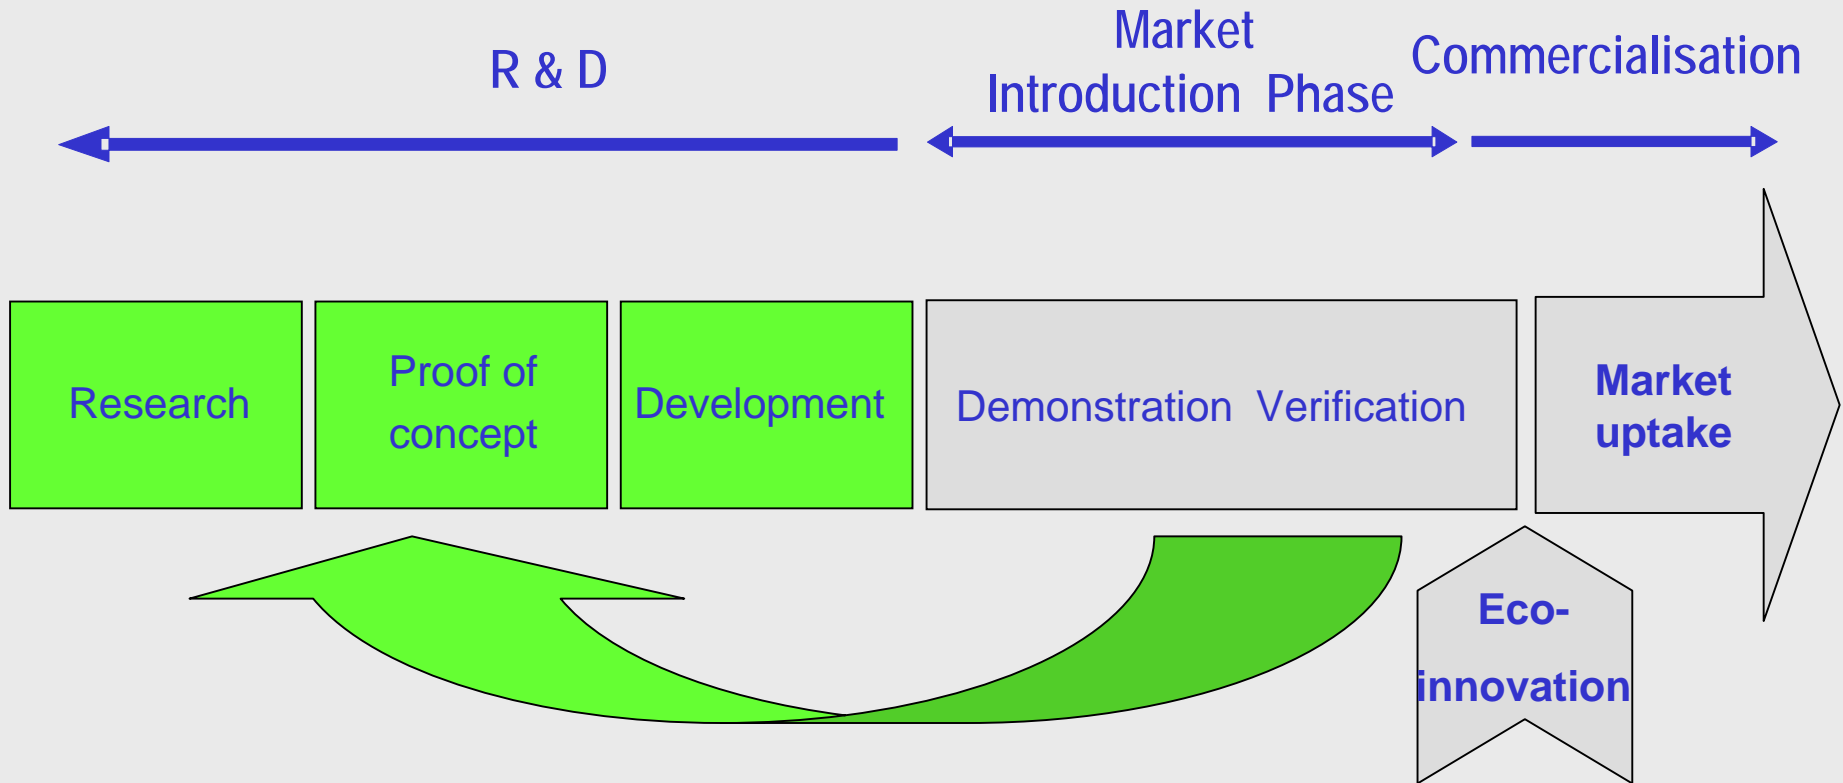 R & D
Market
Introduction Phase
Commercialisation
Research
Proof of
concept
Development
Demonstration Verification
Market
uptake
Eco-
innovation